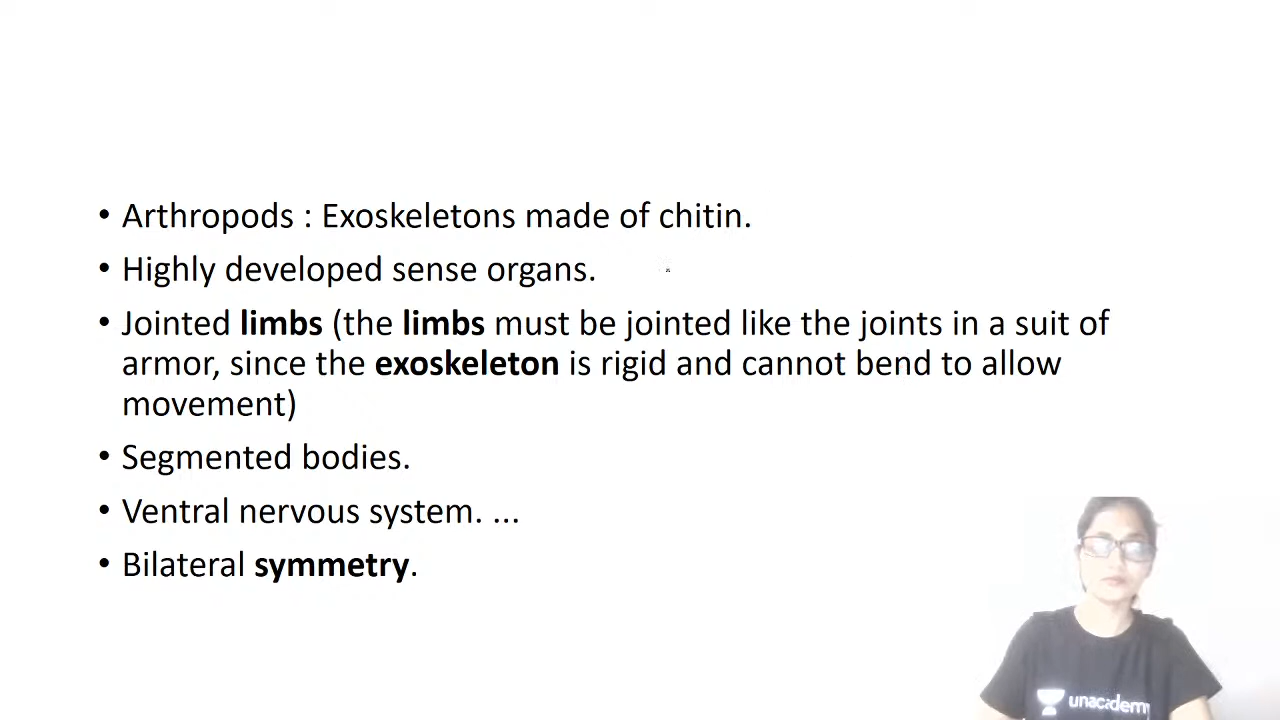 • Arthropods : Exoskeletons made of chitin.
• Highly developed sense organs.
• Jointed limbs (the limbs must be jointed like the joints in a suit of
armor, since the exoskeleton is rigid and cannot bend to allow
movement)
• Segmented bodies.
• Ventral nervous system. ...
• Bilateral symmetry.
unacademy